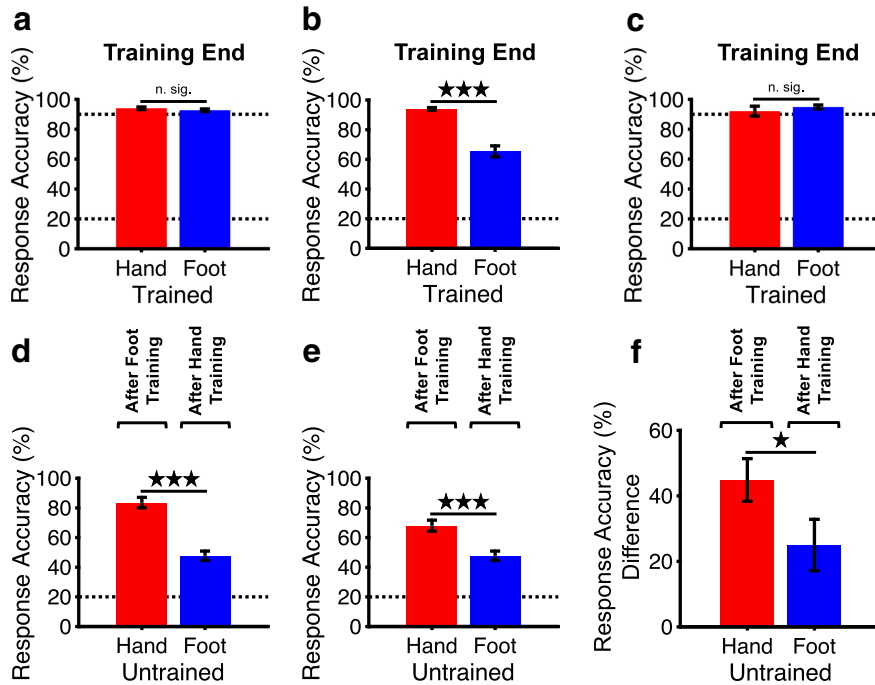 a
Training End
Response Accuracy (%)
n. sig.
100
80
60
40
20
0
Hand Foot
Trained
b
Training End
Response Accuracy (%)
★★★
100
80
60
40
20
0
Hand Foot
Trained
c
Training End
Response Accuracy (%)
n. sig.
100
80
60
40
20
0
Hand Foot
Trained
d
After Foot
Training
After Hand
Training
Response Accuracy (%)
★★★
100
80
60
40
20
0
Hand Foot
Untrained
e
After Foot
Training
After Hand
Training
Response Accuracy (%)
★★★
100
80
60
40
20
0
Hand Foot
Untrained
f
After Foot
Training
After Hand
Training
Response Accuracy (%)
Difference
★
60
40
20
0
Hand Foot
Untrained